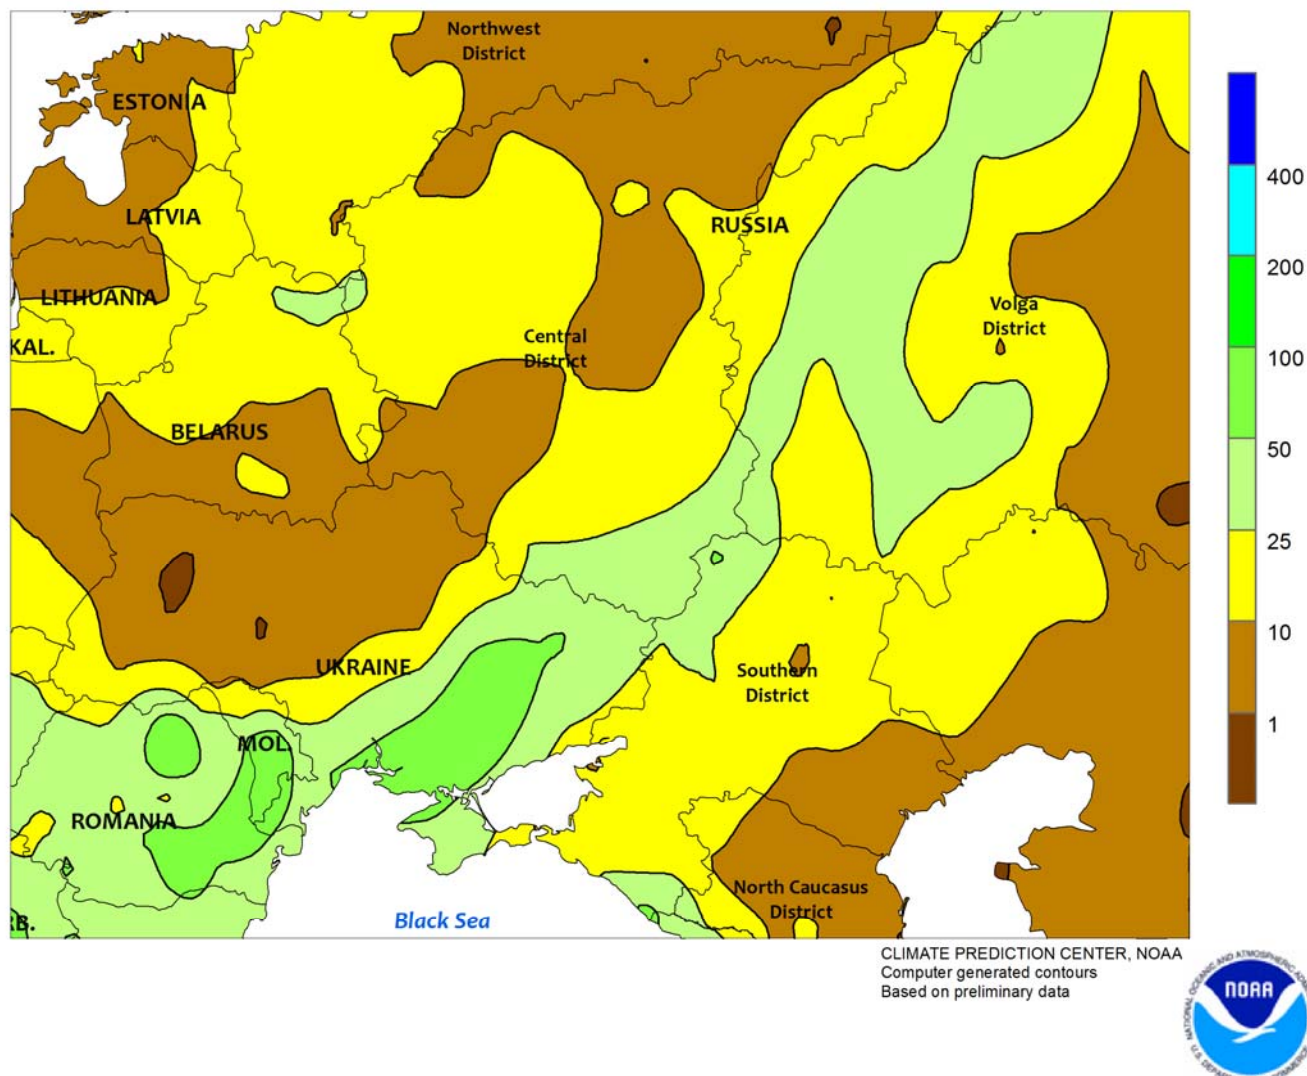 Northwest
District
ESTONIA
LATVIA
RUSSIA
LITHUANIA
Volga
District
KAL.
Central
District
BELARUS
UKRAINE
Southern
District
MOL.
ROMANIA
North Caucasus
District
RB.
Black Sea
400
200
100
50
25
10
1
CLIMATE PREDICTION CENTER, NOAA
Computer generated contours
Based on preliminary data
NOAA